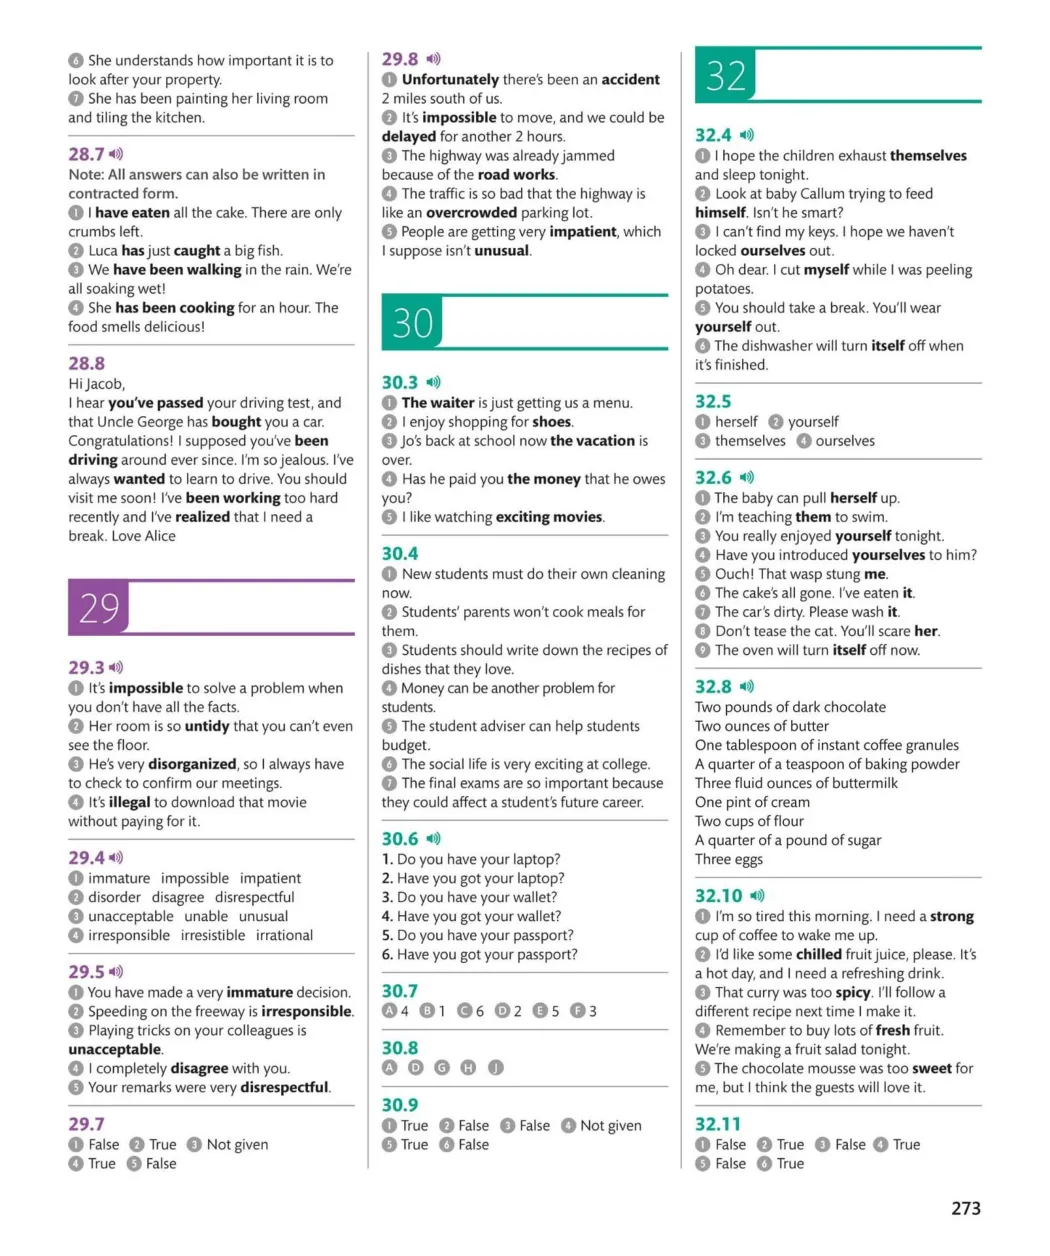 6 She understands how important it is to
look after your property.
7 She has been painting her living room
and tiling the kitchen.
28.7
Note: All answers can also be written in
contracted form.
1 I have eaten all the cake. There are only
crumbs left.
2 Luca has just caught a big fish.
3 We have been walking in the rain. We're
all soaking wet!
4 She has been cooking for an hour. The
food smells delicious!
28.8
Hi Jacob,
I hear you've passed your driving test, and
that Uncle George has bought you a car.
Congratulations! I supposed you've been
driving around ever since. I'm so jealous. I've
always wanted to learn to drive. You should
visit me soon! I've been working too hard
recently and I've realized that I need a
break. Love Alice
29
29.3
1 It's impossible to solve a problem when
you don't have all the facts.
2 Her room is so untidy that you can't even
see the floor.
3 He's very disorganized, so I always have
to check to confirm our meetings.
4 It's illegal to download that movie
without paying for it.
29.4
1 immature impossible impatient
2 disorder disagree disrespectful
3 unacceptable unable unusual
4 irresponsible irresistible irrational
29.5
1 You have made a very immature decision.
2 Speeding on the freeway is irresponsible.
3 Playing tricks on your colleagues is
unacceptable.
4 I completely disagree with you.
5 Your remarks were very disrespectful.
29.7
1 False 2 True 3 Not given
4 True 5 False
29.8
1 Unfortunately there's been an accident
2 miles south of us.
2 It's impossible to move, and we could be
delayed for another 2 hours.
3 The highway was already jammed
because of the road works.
4 The traffic is so bad that the highway is
like an overcrowded parking lot.
5 People are getting very impatient, which
I suppose isn't unusual.
30
30.3
1 The waiter is just getting us a menu.
2 I enjoy shopping for shoes.
3 Jo's back at school now the vacation is
over.
4 Has he paid you the money that he owes
you?
5 I like watching exciting movies.
30.4
1 New students must do their own cleaning
now.
2 Students' parents won't cook meals for
them.
3 Students should write down the recipes of
dishes that they love.
4 Money can be another problem for
students.
5 The student adviser can help students
budget.
6 The social life is very exciting at college.
7 The final exams are so important because
they could affect a student's future career.
30.6
1. Do you have your laptop?
2. Have you got your laptop?
3. Do you have your wallet?
4. Have you got your wallet?
5. Do you have your passport?
6. Have you got your passport?
30.7
A 4 B 1 C 6 D 2 E 5 F 3
30.8
A D G H J
30.9
1 True 2 False 3 False 4 Not given
5 True 6 False
32
32.4
1 I hope the children exhaust themselves
and sleep tonight.
2 Look at baby Callum trying to feed
himself. Isn't he smart?
3 I can't find my keys. I hope we haven't
locked ourselves out.
4 Oh dear. I cut myself while I was peeling
potatoes.
5 You should take a break. You'll wear
yourself out.
6 The dishwasher will turn itself off when
it's finished.
32.5
1 herself 2 yourself
3 themselves 4 ourselves
32.6
1 The baby can pull herself up.
2 I'm teaching them to swim.
3 You really enjoyed yourself tonight.
4 Have you introduced yourselves to him?
5 Ouch! That wasp stung me.
6 The cake's all gone. I've eaten it.
7 The car's dirty. Please wash it.
8 Don't tease the cat. You'll scare her.
9 The oven will turn itself off now.
32.8
Two pounds of dark chocolate
Two ounces of butter
One tablespoon of instant coffee granules
A quarter of a teaspoon of baking powder
Three fluid ounces of buttermilk
One pint of cream
Two cups of flour
A quarter of a pound of sugar
Three eggs
32.10
1 I'm so tired this morning. I need a strong
cup of coffee to wake me up.
2 I'd like some chilled fruit juice, please. It's
a hot day, and I need a refreshing drink.
3 That curry was too spicy. I'll follow a
different recipe next time I make it.
4 Remember to buy lots of fresh fruit.
We're making a fruit salad tonight.
5 The chocolate mousse was too sweet for
me, but I think the guests will love it.
32.11
1 False 2 True 3 False 4 True
5 False 6 True
273